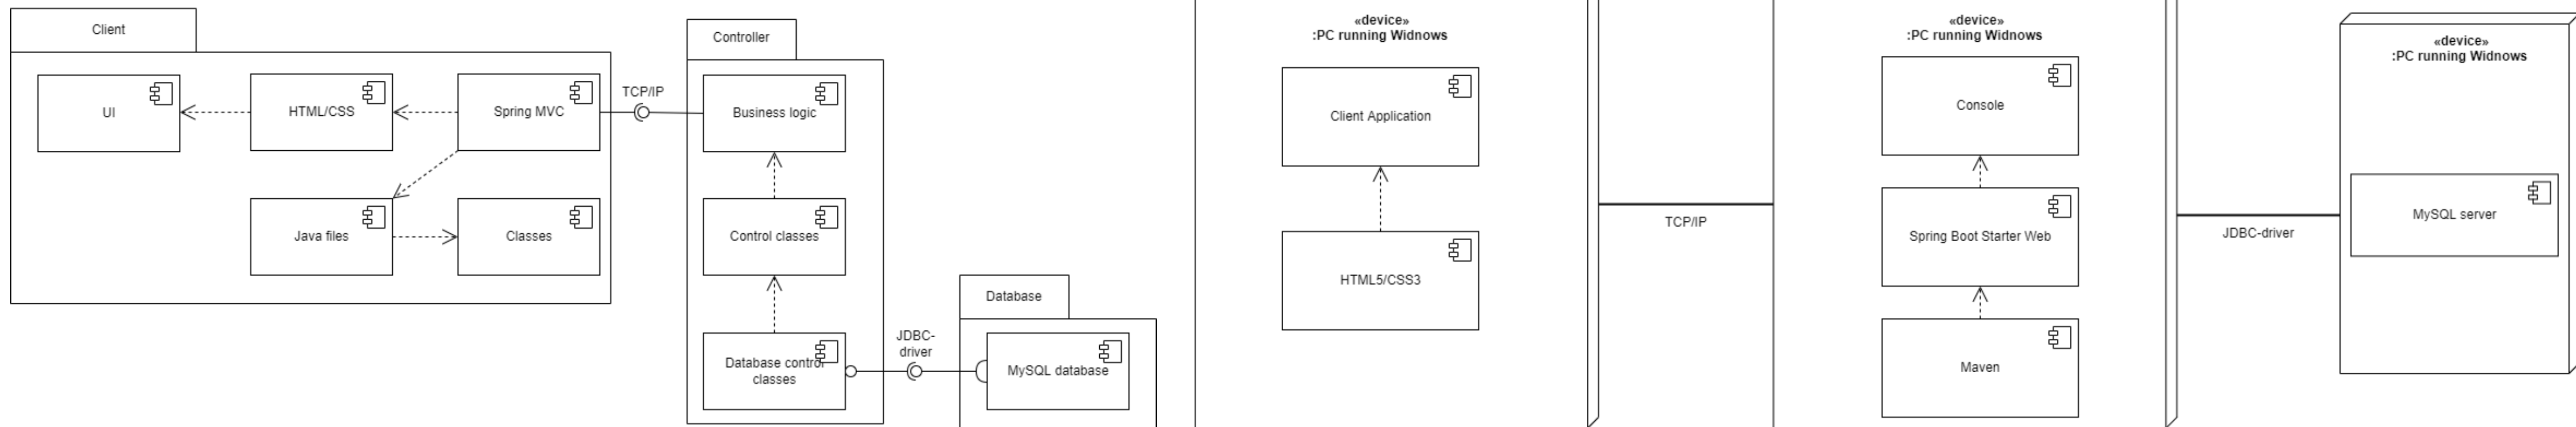 Client
UI
HTML/CSS
Spring MVC
Java files
Classes
TCP/IP
Controller
Business logic
Control classes
Database control
classes
JDBC-
driver
Database
MySQL database
«device»
:PC running Widnows
Client Application
HTML5/CSS3
TCP/IP
«device»
:PC running Widnows
Console
Spring Boot Starter Web
Maven
JDBC-driver
«device»
:PC running Widnows
MySQL server